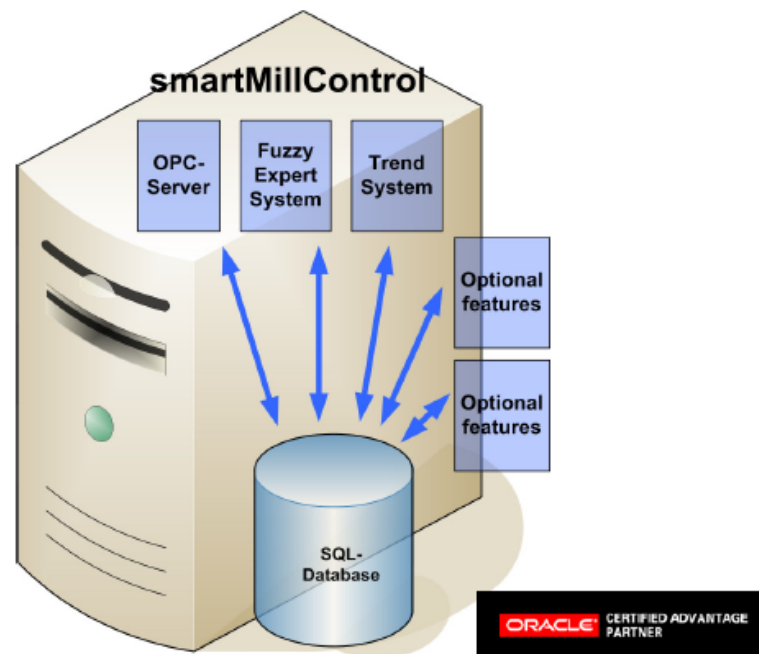 smartMillControl
OPC-
Server
Fuzzy
Expert
System
Trend
System
Optional
features
Optional
features
SQL-
Database
ORACLE® CERTIFIED ADVANTAGE
PARTNER